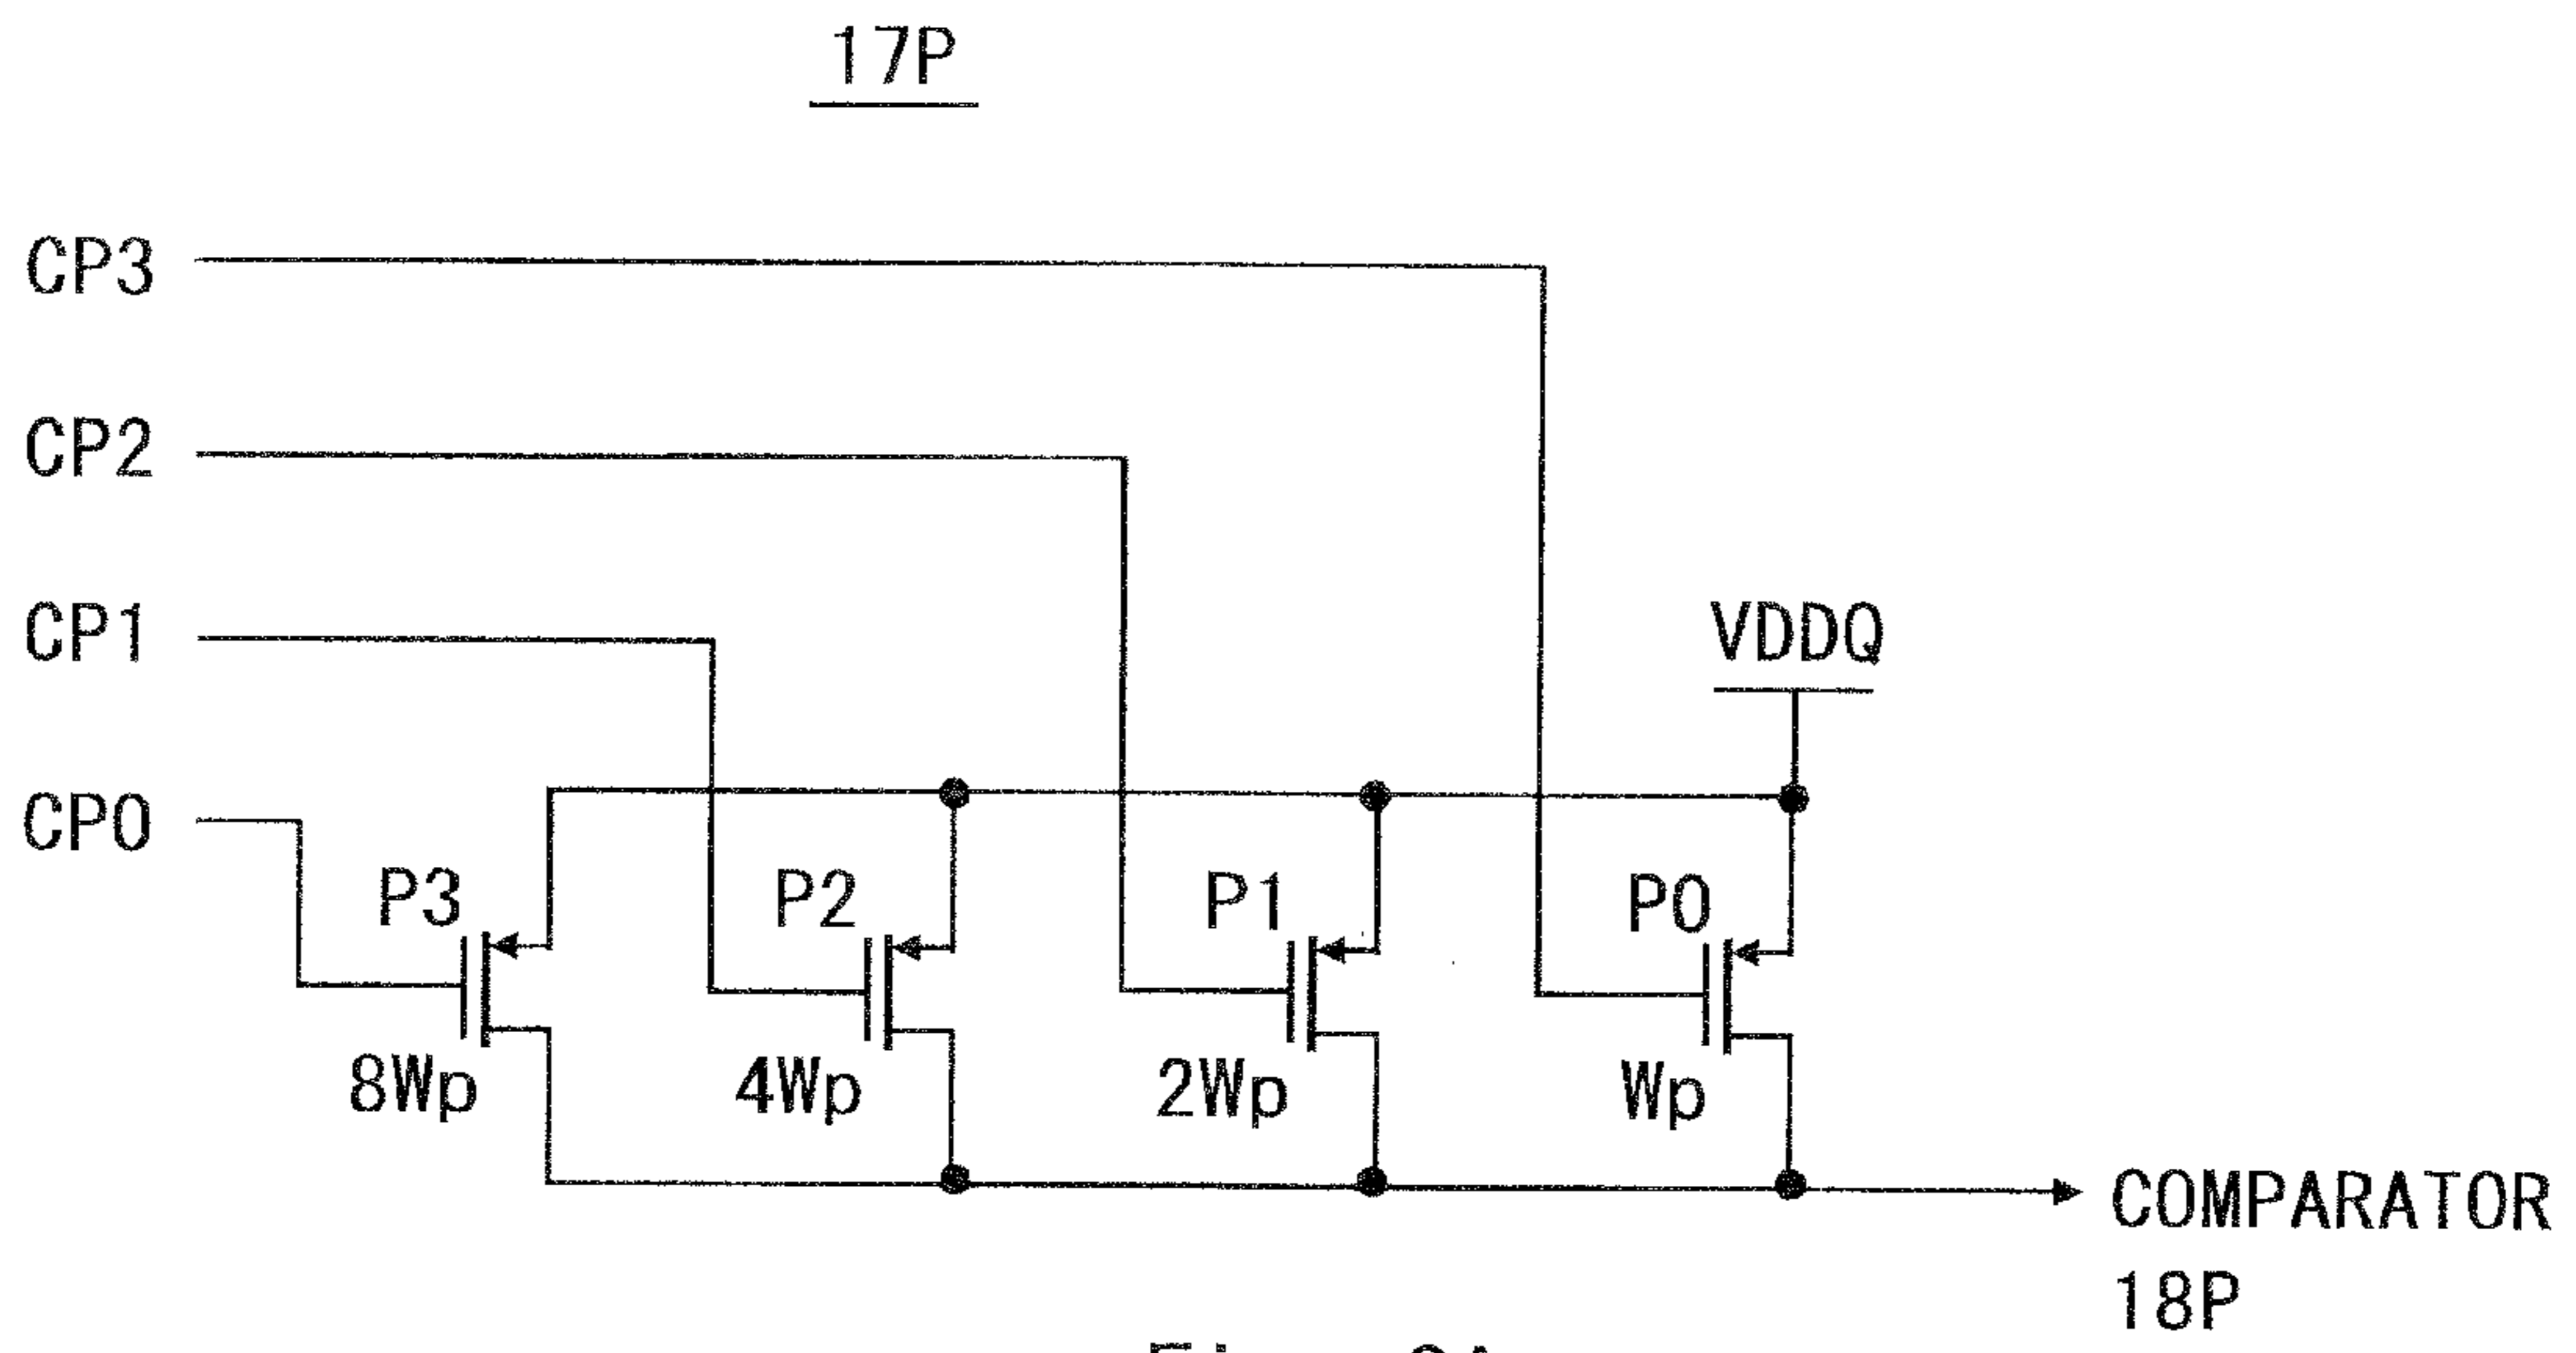 17P
CP3
CP2
CP1
VDDQ
CP0
P3
P2
P1
P0
8Wp
4Wp
2Wp
Wp
COMPARATOR
18P